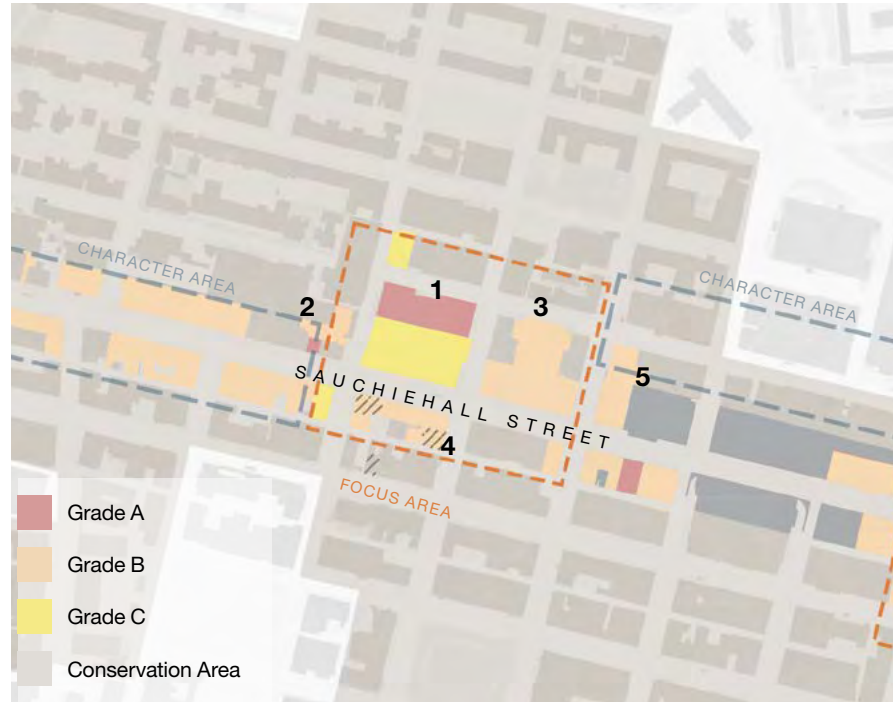 CHARACTER AREA
CHARACTER AREA
1
2
3
SAUCHIEHALL STREET
5
4
FOCUS AREA
Grade A
Grade B
Grade C
Conservation Area